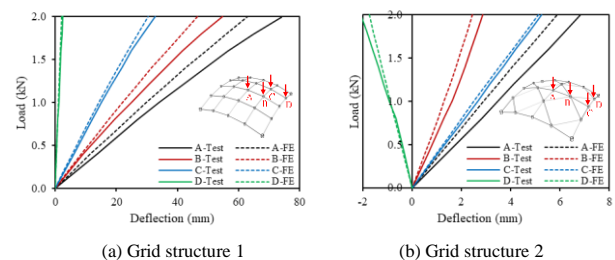 (a)
2.0
1.5
1.0
0.5
0.0
Load (kN)
0 20 40 60 80
Deflection (mm)
A B C D
A-Test A-FE
B-Test B-FE
C-Test C-FE
D-Test D-FE
(a) Grid structure 1
(b)
2.0
1.5
1.0
0.5
0.0
Load (kN)
-2 0 2 4 6 8
Deflection (mm)
A B C D
A-Test A-FE
B-Test B-FE
C-Test C-FE
D-Test D-FE
(b) Grid structure 2